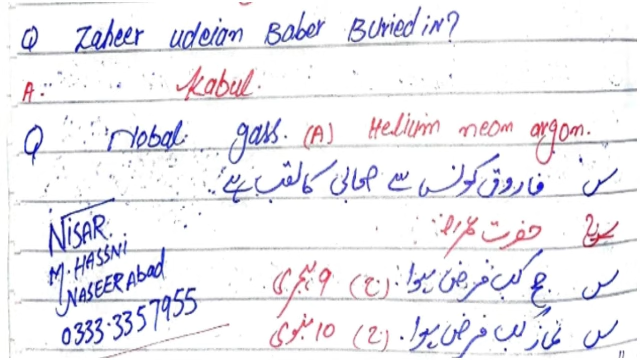 Q Zaheer udeian Baber Buried in?
A. Kabul.
Q Nobal gass. (A) Helium neon argon.
س فاروق کونسے صحابی کا لقب ہے
ج حضرت عمرؓ
س حج کب فرض ہوا. (ج) 9 ہجری
س نماز کب فرض ہوا. (ج) 10 نبوی
NISAR.
M. HASSNI
NASEERAbad
0333-3357955